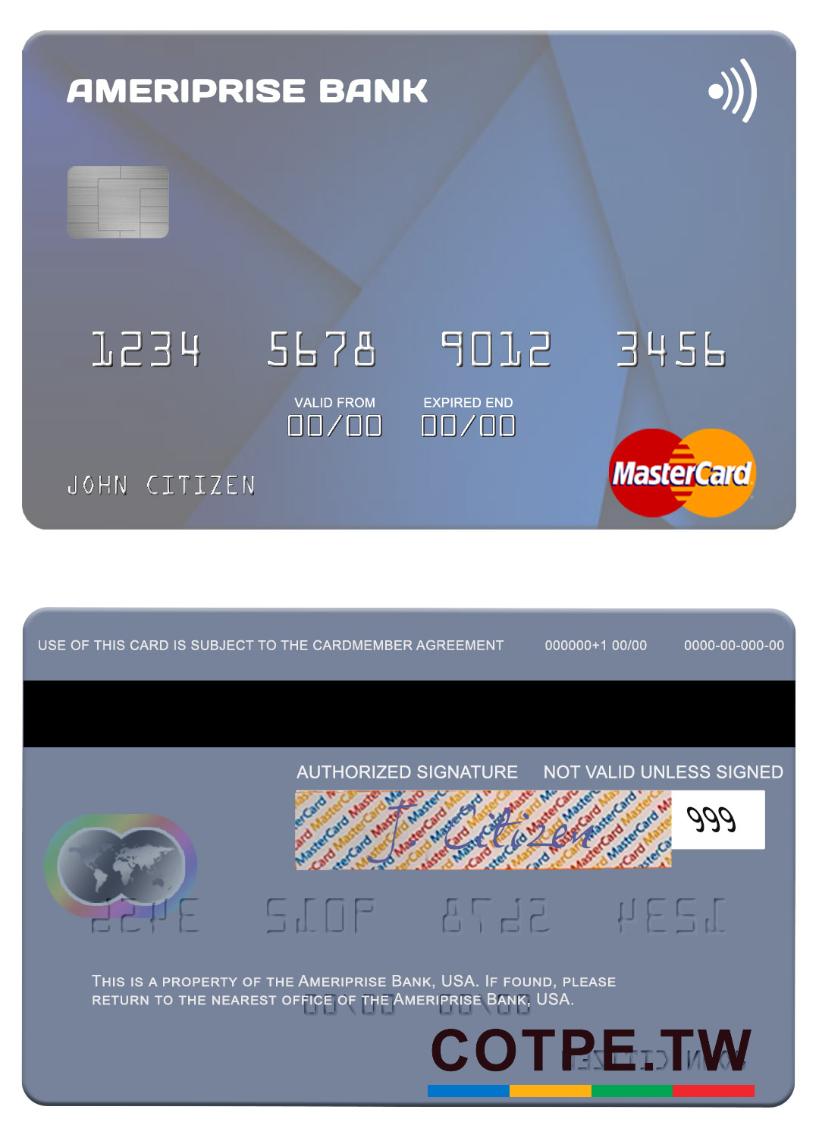 AMERIPRISE BANK
1234 5678 9012 3456
VALID FROM EXPIRED END
00/00 00/00
JOHN CITIZEN
MasterCard
USE OF THIS CARD IS SUBJECT TO THE CARDMEMBER AGREEMENT 000000+1 00/00 0000-00-000-00
AUTHORIZED SIGNATURE NOT VALID UNLESS SIGNED
J. Citizen 999
THIS IS A PROPERTY OF THE AMERIPRISE BANK, USA. IF FOUND, PLEASE
RETURN TO THE NEAREST OFFICE OF THE AMERIPRISE BANK, USA.
COTPE.TW